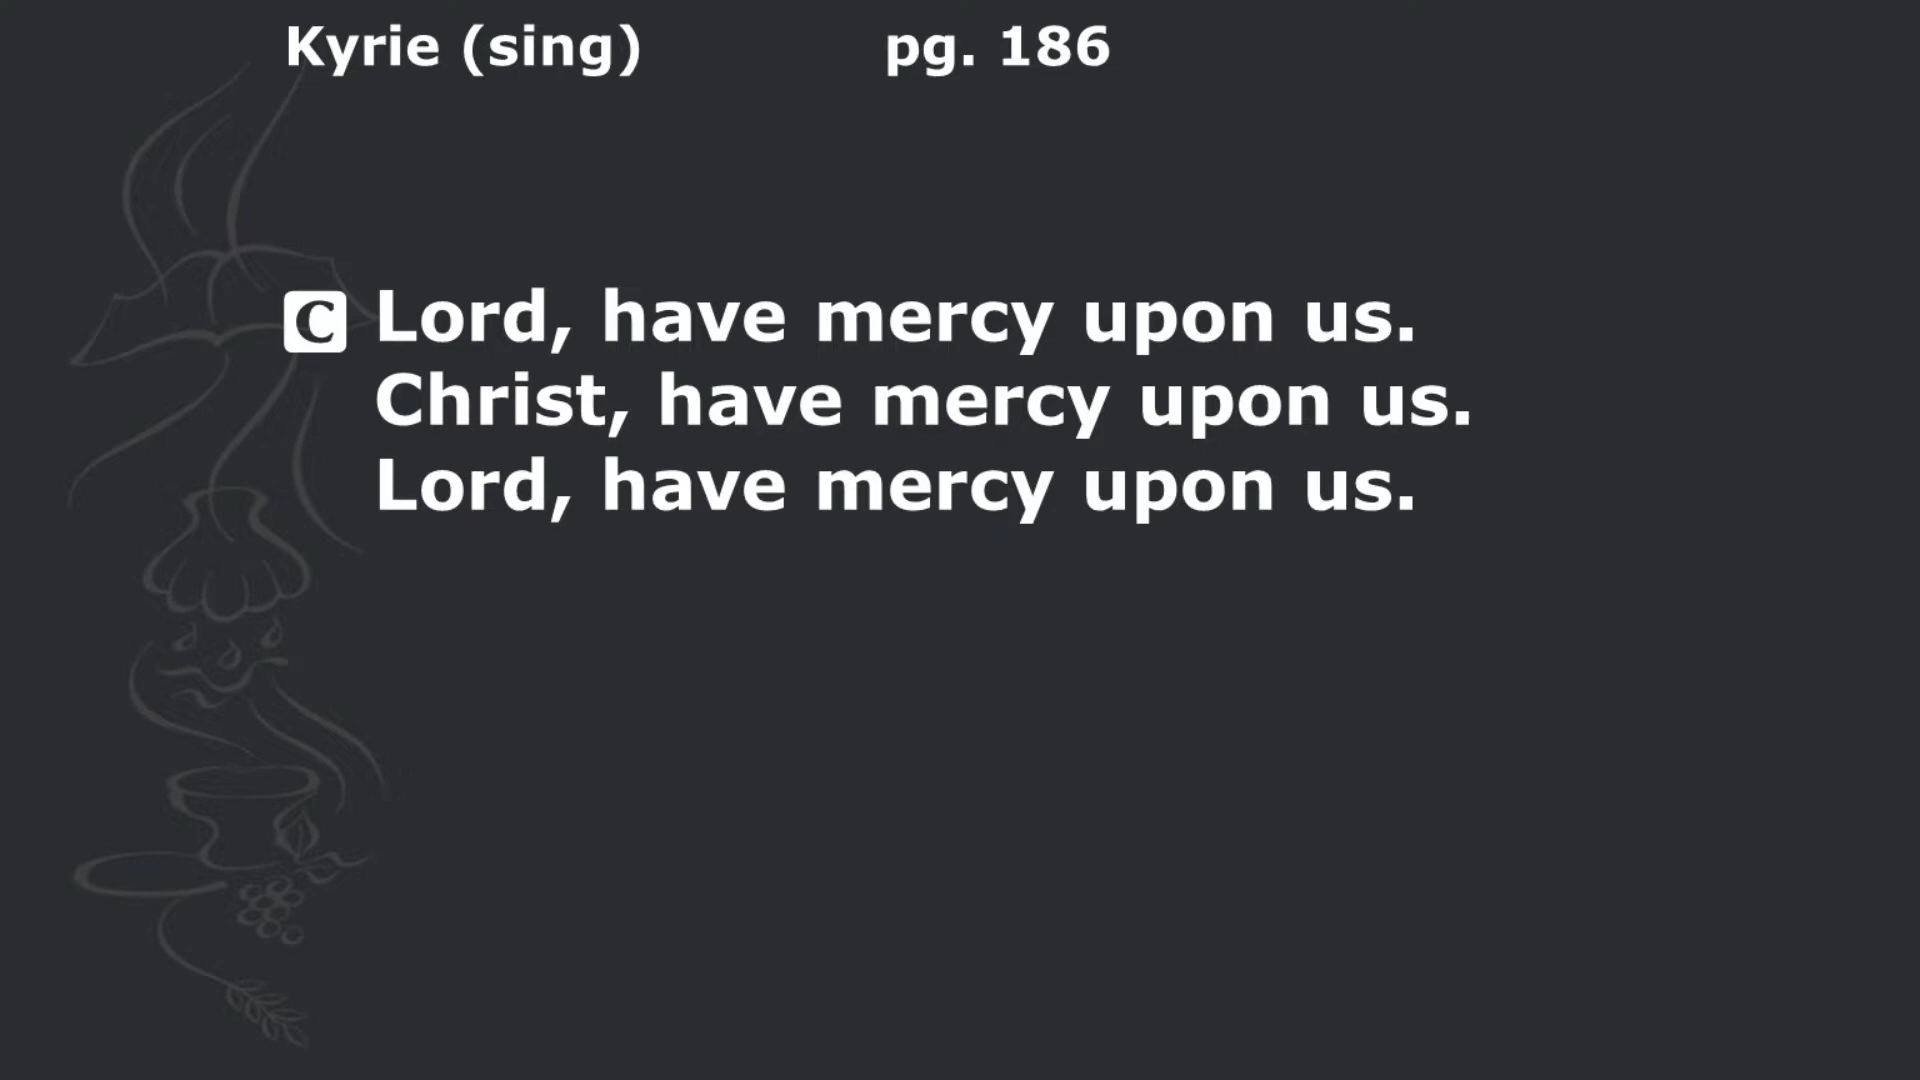 Kyrie (sing) pg. 186
C Lord, have mercy upon us.
Christ, have mercy upon us.
Lord, have mercy upon us.